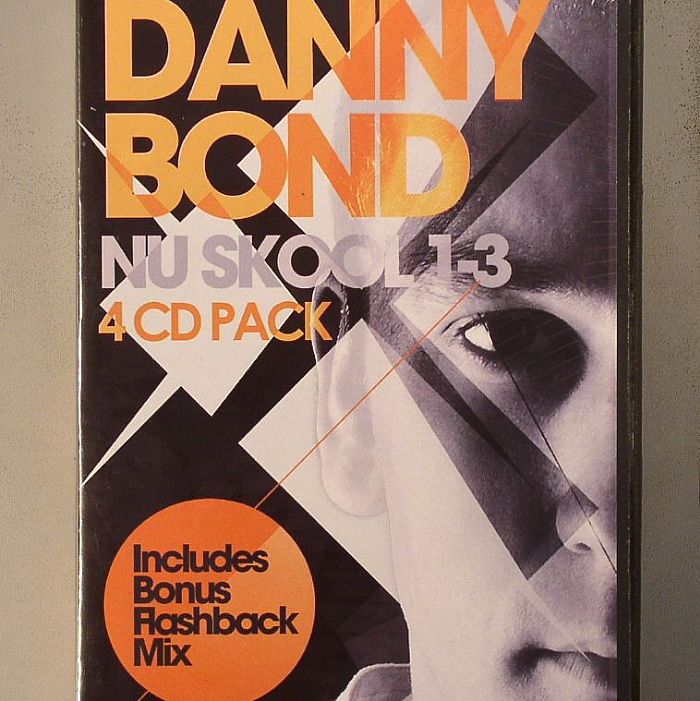 DANNY
BOND
NU SKOOL 1-3
4 CD PACK
Includes
Bonus
Flashback
Mix